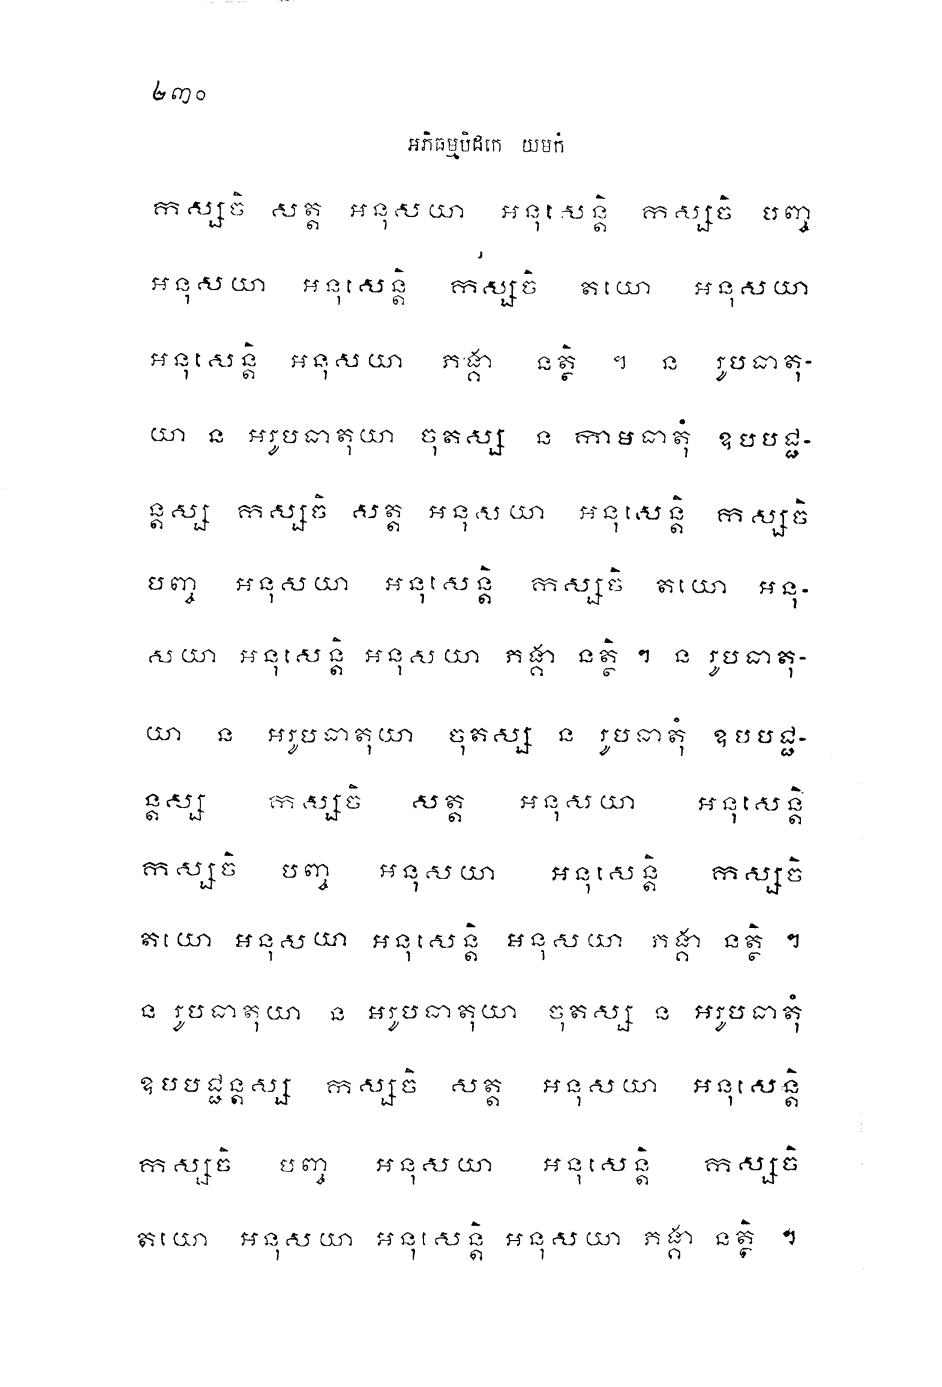 ២៣០
អភិធម្មបិដកេ យមកំ
កស្សចិ សត្ត អនុសយា អនុសេន្តិ កស្សចិ បញ្ច
អនុសយា អនុសេន្តិ កស្សចិ តយោ អនុសយា
អនុសេន្តិ អនុសយា ភង្គា នត្ថិ ។ ន រូបធាតុ-
យា ន អរូបធាតុយា ចុតស្ស ន កាមធាតុំ ឧបបជ្ជ-
ន្តស្ស កស្សចិ សត្ត អនុសយា អនុសេន្តិ កស្សចិ
បញ្ច អនុសយា អនុសេន្តិ កស្សចិ តយោ អនុ-
សយា អនុសេន្តិ អនុសយា ភង្គា នត្ថិ ។ ន រូបធាតុ-
យា ន អរូបធាតុយា ចុតស្ស ន រូបធាតុំ ឧបបជ្ជ-
ន្តស្ស កស្សចិ សត្ត អនុសយា អនុសេន្តិ
កស្សចិ បញ្ច អនុសយា អនុសេន្តិ កស្សចិ
តយោ អនុសយា អនុសេន្តិ អនុសយា ភង្គា នត្ថិ ។
ន រូបធាតុយា ន អរូបធាតុយា ចុតស្ស ន អរូបធាតុំ
ឧបបជ្ជន្តស្ស កស្សចិ សត្ត អនុសយា អនុសេន្តិ
កស្សចិ បញ្ច អនុសយា អនុសេន្តិ កស្សចិ
តយោ អនុសយា អនុសេន្តិ អនុសយា ភង្គា នត្ថិ ។